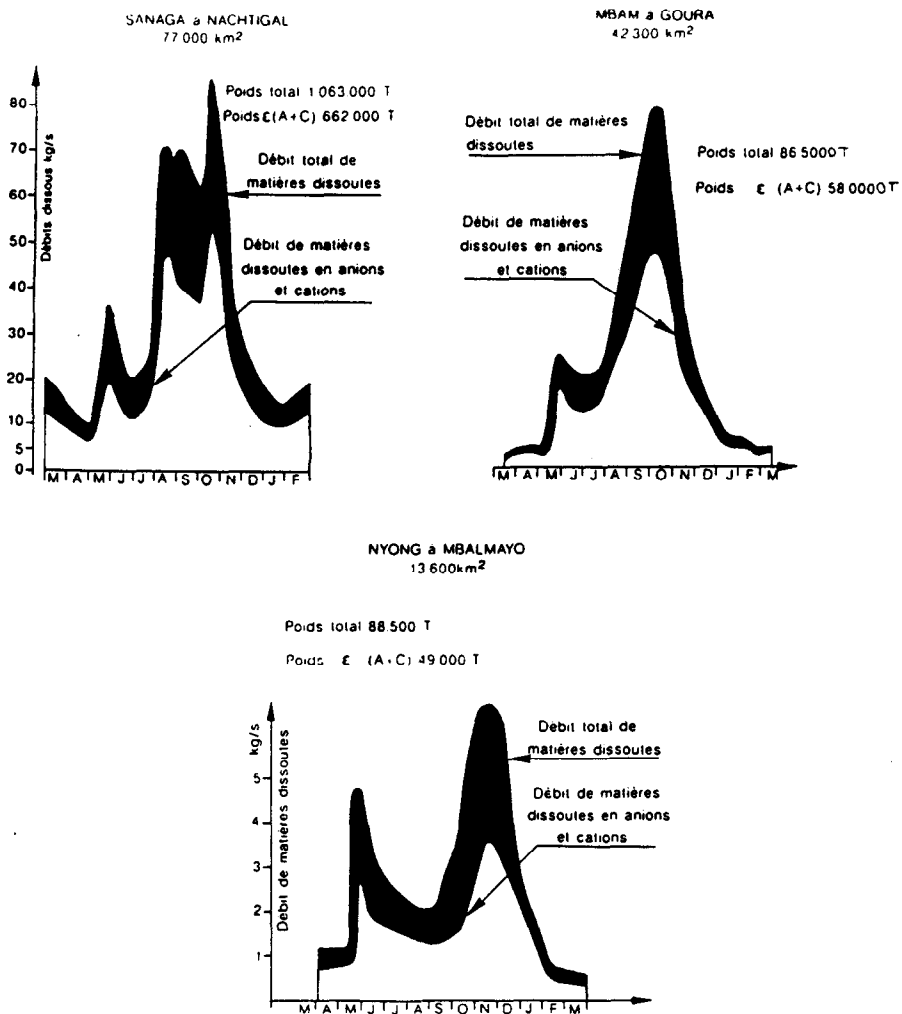 SANAGA à NACHTIGAL
77 000 km2
Poids total 1 063 000 T
Poids ε(A+C) 662 000 T
Débit total de
matières dissoutes
Débit de matières
dissoutes en anions
et cations
Débits dissous kg/s
80
70
60
50
40
30
20
10
5
0
M A M J J A S O N D J F
MBAM à GOURA
42 300 km2
Débit total de matières
dissoutes
Poids total 86 5000 T
Poids ε (A+C) 58 0000T
Débit de matières
dissoutes en anions
et cations
M A M J J A S O N D J F M
NYONG à MBALMAYO
13 600km2
Poids total 88.500 T
Poids ε (A+C) 49 000 T
Débit de matières dissoutes kg/s
5
4
3
2
1
Débit total de
matières dissoutes
Débit de matières
dissoutes en anions
et cations
M A M J J A S O N D J F M